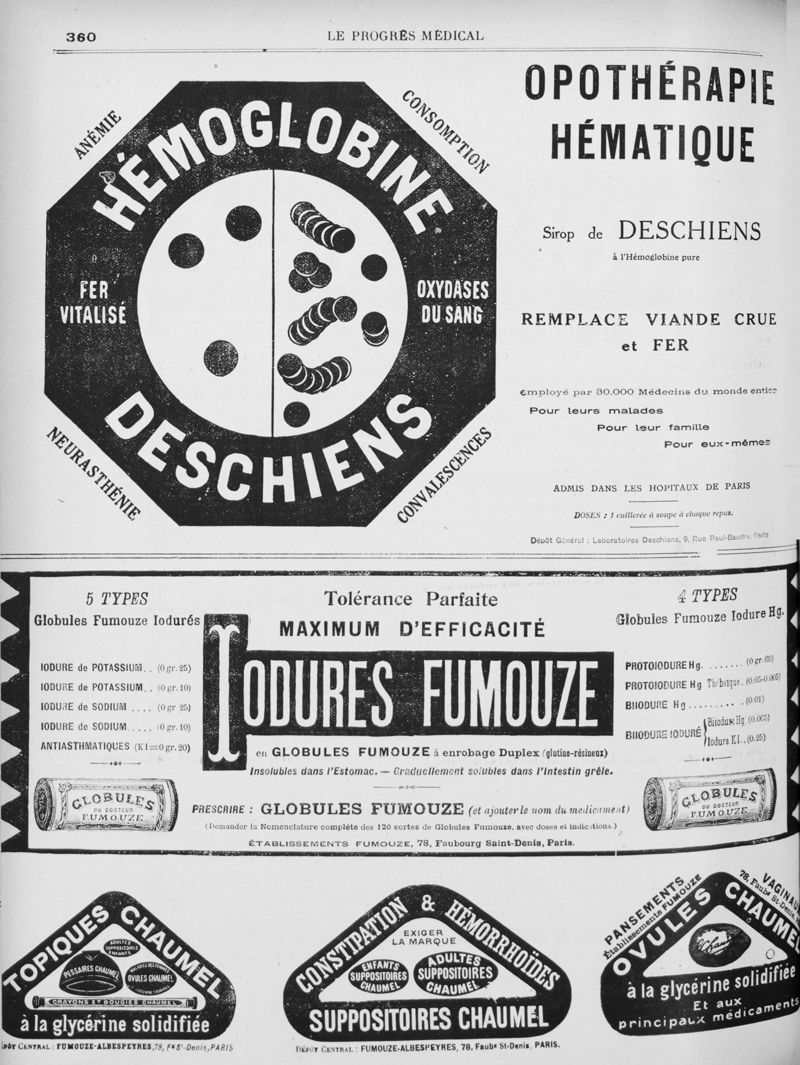 360
LE PROGRÈS MÉDICAL
ANÉMIE
CONSOMPTION
HÉMOGLOBINE
FER
VITALISÉ
OXYDASES
DU SANG
DESCHIENS
NEURASTHÉNIE
CONVALESCENCES
OPOTHÉRAPIE
HÉMATIQUE
Sirop de DESCHIENS
à l'Hémoglobine pure
REMPLACE VIANDE CRUE
et FER
employé par 30.000 Médecins du monde entier
Pour leurs malades
Pour leur famille
Pour eux-mêmes
ADMIS DANS LES HOPITAUX DE PARIS
DOSES : 1 cuillerée à soupe à chaque repas.
Dépôt Général : Laboratoires Deschiens, 9, Rue Paul-Baudry, Paris
5 TYPES
Globules Fumouze Iodurés
IODURE de POTASSIUM.. (0 gr. 25)
IODURE de POTASSIUM.. (0 gr. 10)
IODURE de SODIUM .... (0 gr 25)
IODURE de SODIUM .... (0 gr. 10)
ANTIASTHMATIQUES (KI=0 gr. 20)
GLOBULES
DU DOCTEUR
FUMOUZE
Tolérance Parfaite
MAXIMUM D'EFFICACITÉ
IODURES FUMOUZE
en GLOBULES FUMOUZE à enrobage Duplex (glutino-résineux)
Insolubles dans l'Estomac. — Graduellement solubles dans l'Intestin grêle.
PRESCRIRE : GLOBULES FUMOUZE (et ajouter le nom du médicament)
(Demander la Nomenclature complète des 120 sortes de Globules Fumouze, avec doses et indications.)
ÉTABLISSEMENTS FUMOUZE, 78, Faubourg Saint-Denis, Paris.
4 TYPES
Globules Fumouze Iodure Hg.
PROTOIODURE Hg. ........ (0 gr. 05)
PROTOIODURE Hg Thébaïque. (0.05-0.005)
BIIODURE Hg ......... (0.01)
BIIODURE IODURÉ { Biiodure Hg (0.005)
Iodure KI.. (0.25)
GLOBULES
DU DOCTEUR
FUMOUZE
TOPIQUES CHAUMEL
ADULTES
SUPPOSITOIRES
ENFANTS
PESSAIRES CHAUMEL
OVULES CHAUMEL
CRAYONS ET BOUGIES CHAUMEL
à la glycérine solidifiée
DÉPÔT CENTRAL : FUMOUZE-ALBESPEYRES, 78, Fg St-Denis, PARIS
CONSTIPATION & HÉMORRHOÏDES
EXIGER
LA MARQUE
ENFANTS
SUPPOSITOIRES
CHAUMEL
ADULTES
SUPPOSITOIRES
CHAUMEL
SUPPOSITOIRES CHAUMEL
DÉPÔT CENTRAL : FUMOUZE-ALBESPEYRES, 78, Faubg St-Denis, PARIS.
PANSEMENTS VAGINAUX
Établissements FUMOUZE
78, Faubg St-Denis
OVULES CHAUMEL
Chaumel
à la glycérine solidifiée
Et aux
principaux médicaments